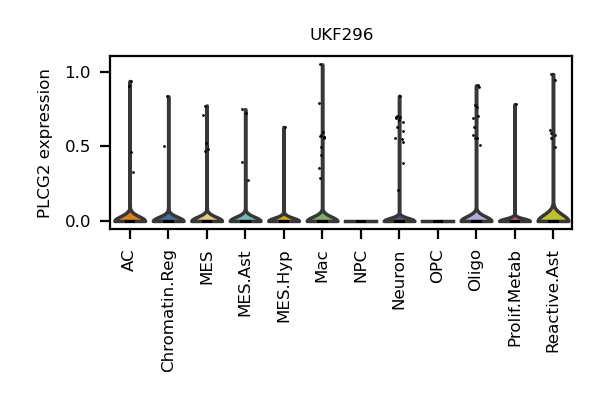 UKF296
PLCG2 expression
1.0
0.5
0.0
AC
Chromatin.Reg
MES
MES.Ast
MES.Hyp
Mac
NPC
Neuron
OPC
Oligo
Prolif.Metab
Reactive.Ast